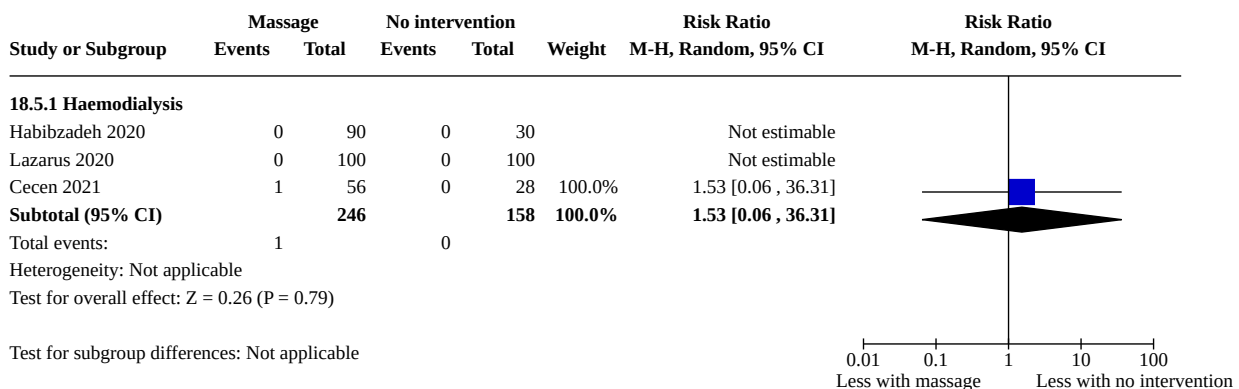 Massage No intervention Risk Ratio Risk Ratio
Study or Subgroup Events Total Events Total Weight M-H, Random, 95% CI M-H, Random, 95% CI
18.5.1 Haemodialysis
Habibzadeh 2020 0 90 0 30 Not estimable
Lazarus 2020 0 100 0 100 Not estimable
Cecen 2021 1 56 0 28 100.0% 1.53 [0.06 , 36.31]
Subtotal (95% CI) 246 158 100.0% 1.53 [0.06 , 36.31]
Total events: 1 0
Heterogeneity: Not applicable
Test for overall effect: Z = 0.26 (P = 0.79)
Test for subgroup differences: Not applicable
0.01 0.1 1 10 100
Less with massage Less with no intervention